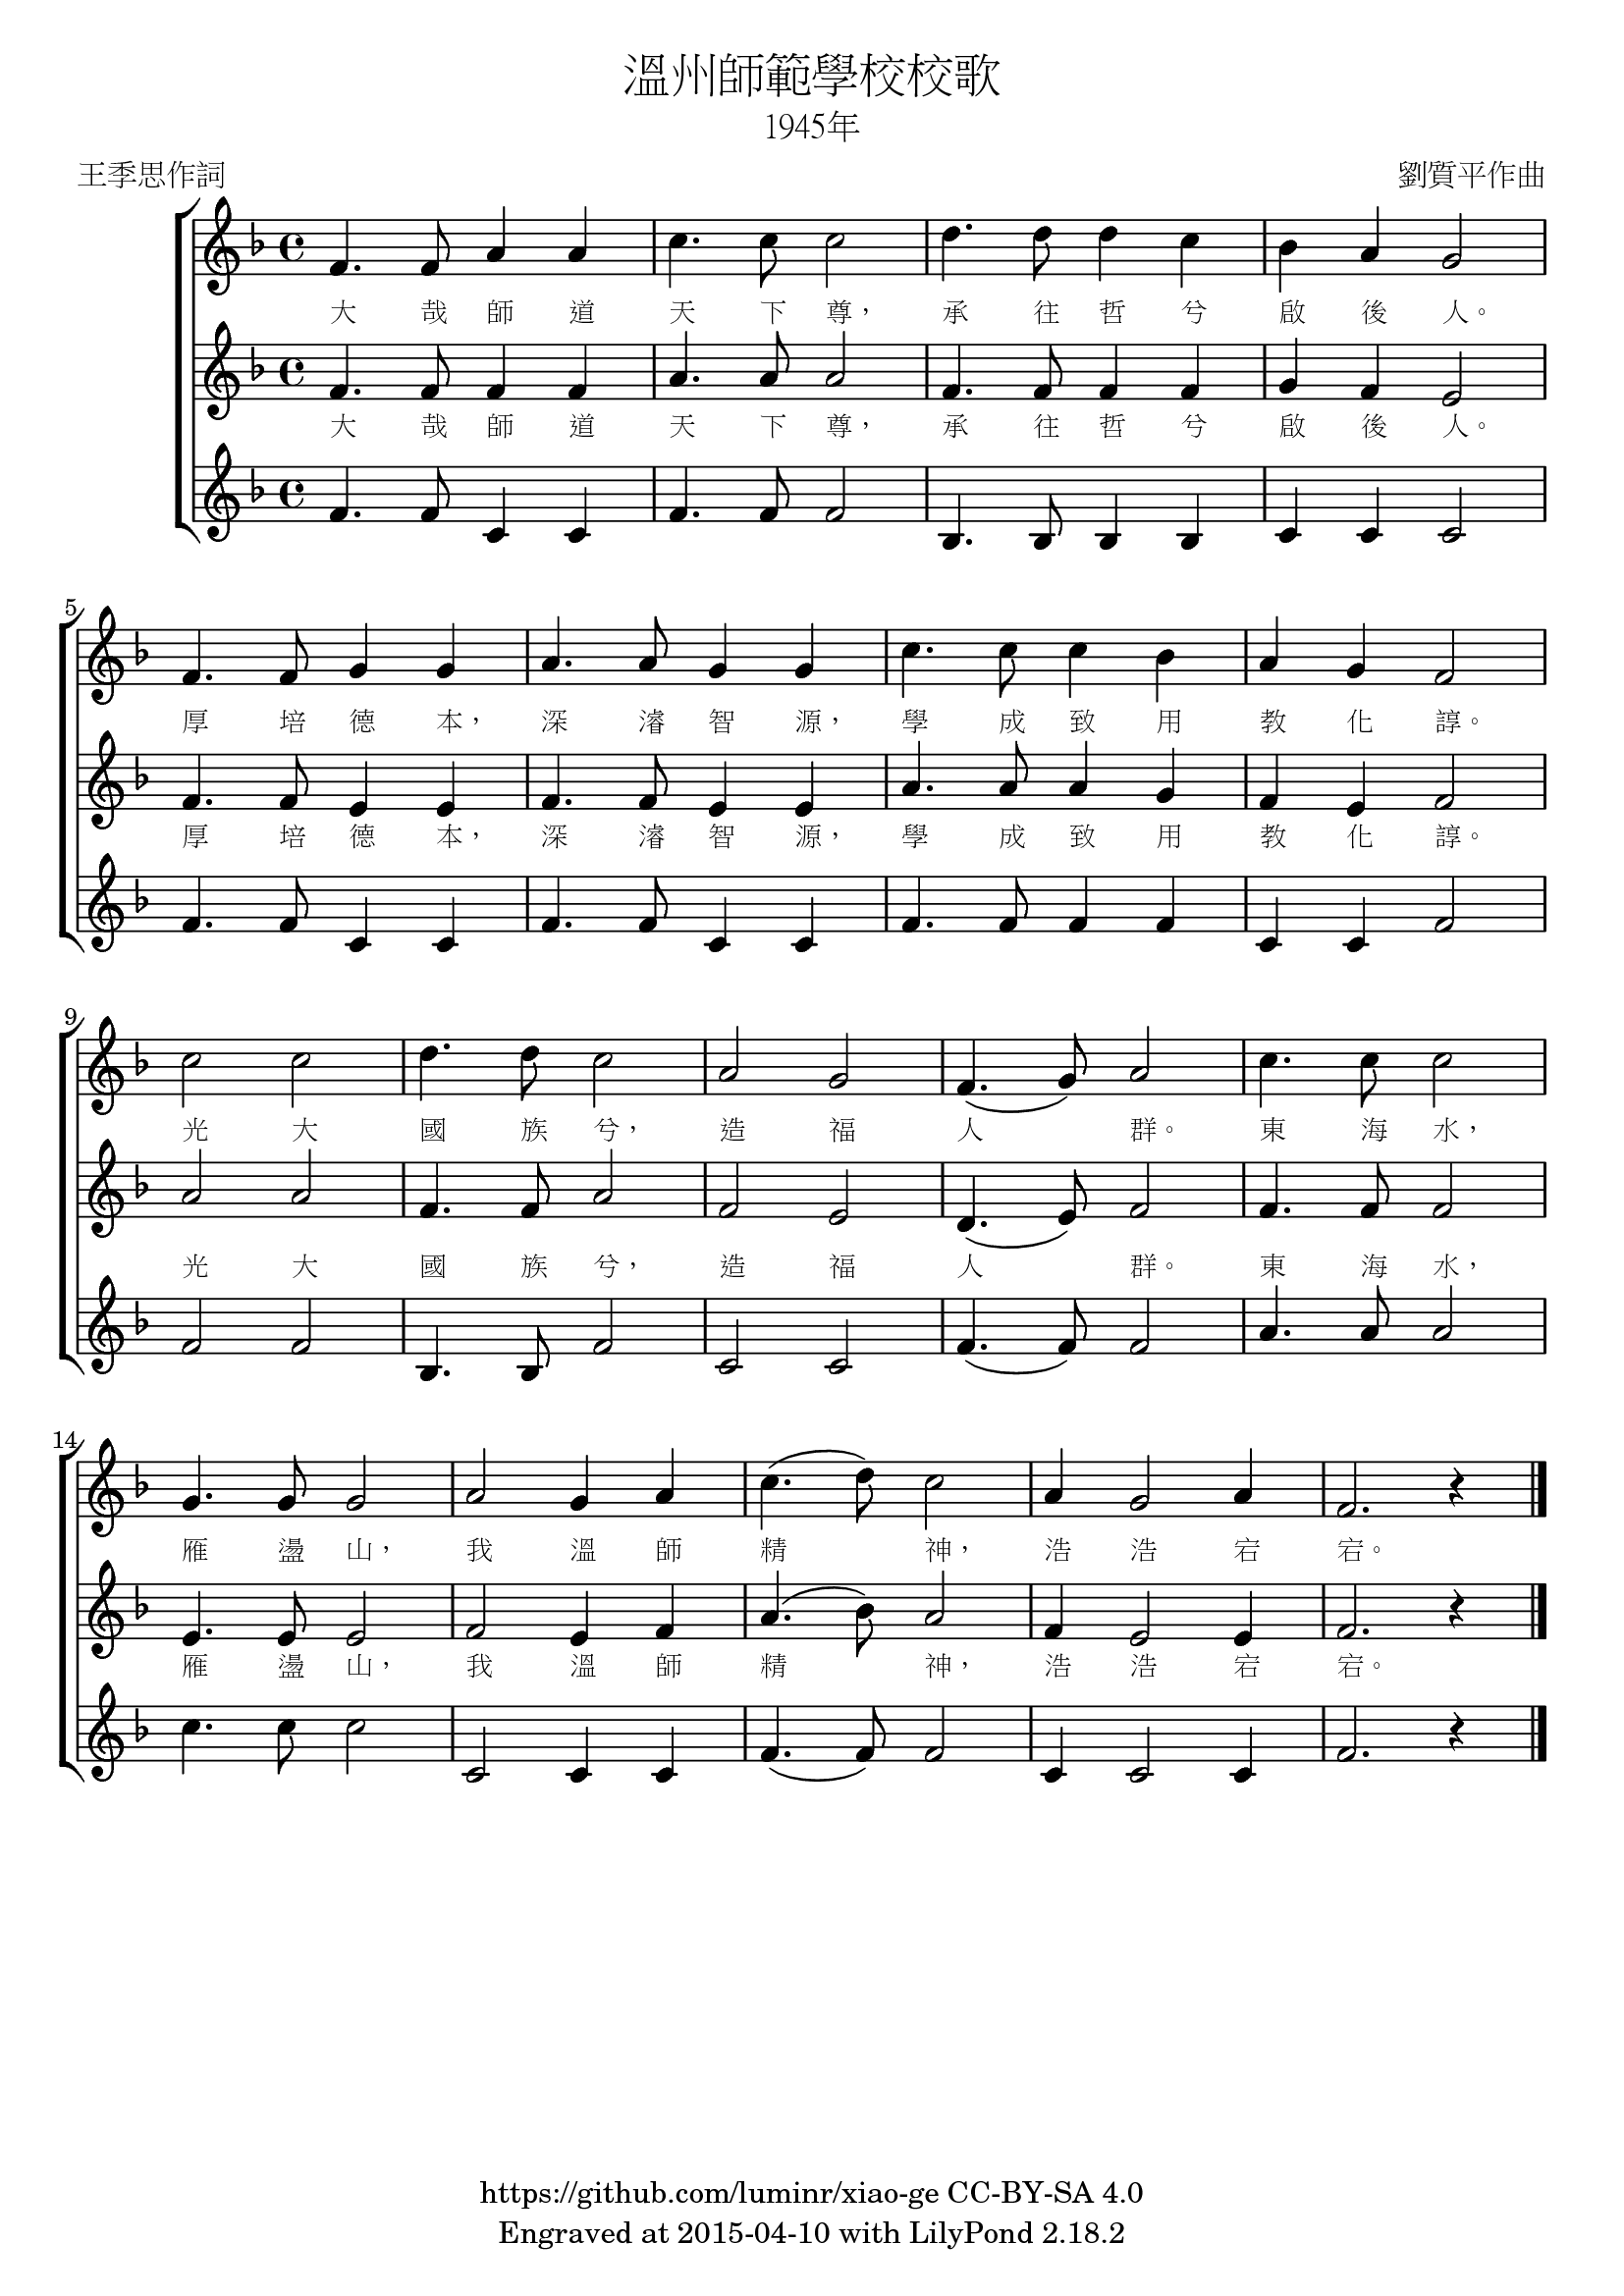 溫州師範學校校歌
1945年
王季思作詞 劉質平作曲
大 哉 師 道 天 下 尊， 承 往 哲 兮 啟 後 人。
大 哉 師 道 天 下 尊， 承 往 哲 兮 啟 後 人。
5
厚 培 德 本， 深 濬 智 源， 學 成 致 用 教 化 諄。
厚 培 德 本， 深 濬 智 源， 學 成 致 用 教 化 諄。
9
光 大 國 族 兮， 造 福 人 群。 東 海 水，
光 大 國 族 兮， 造 福 人 群。 東 海 水，
14
雁 盪 山， 我 溫 師 精 神， 浩 浩 宕 宕。
雁 盪 山， 我 溫 師 精 神， 浩 浩 宕 宕。
https://github.com/luminr/xiao-ge CC-BY-SA 4.0
Engraved at 2015-04-10 with LilyPond 2.18.2